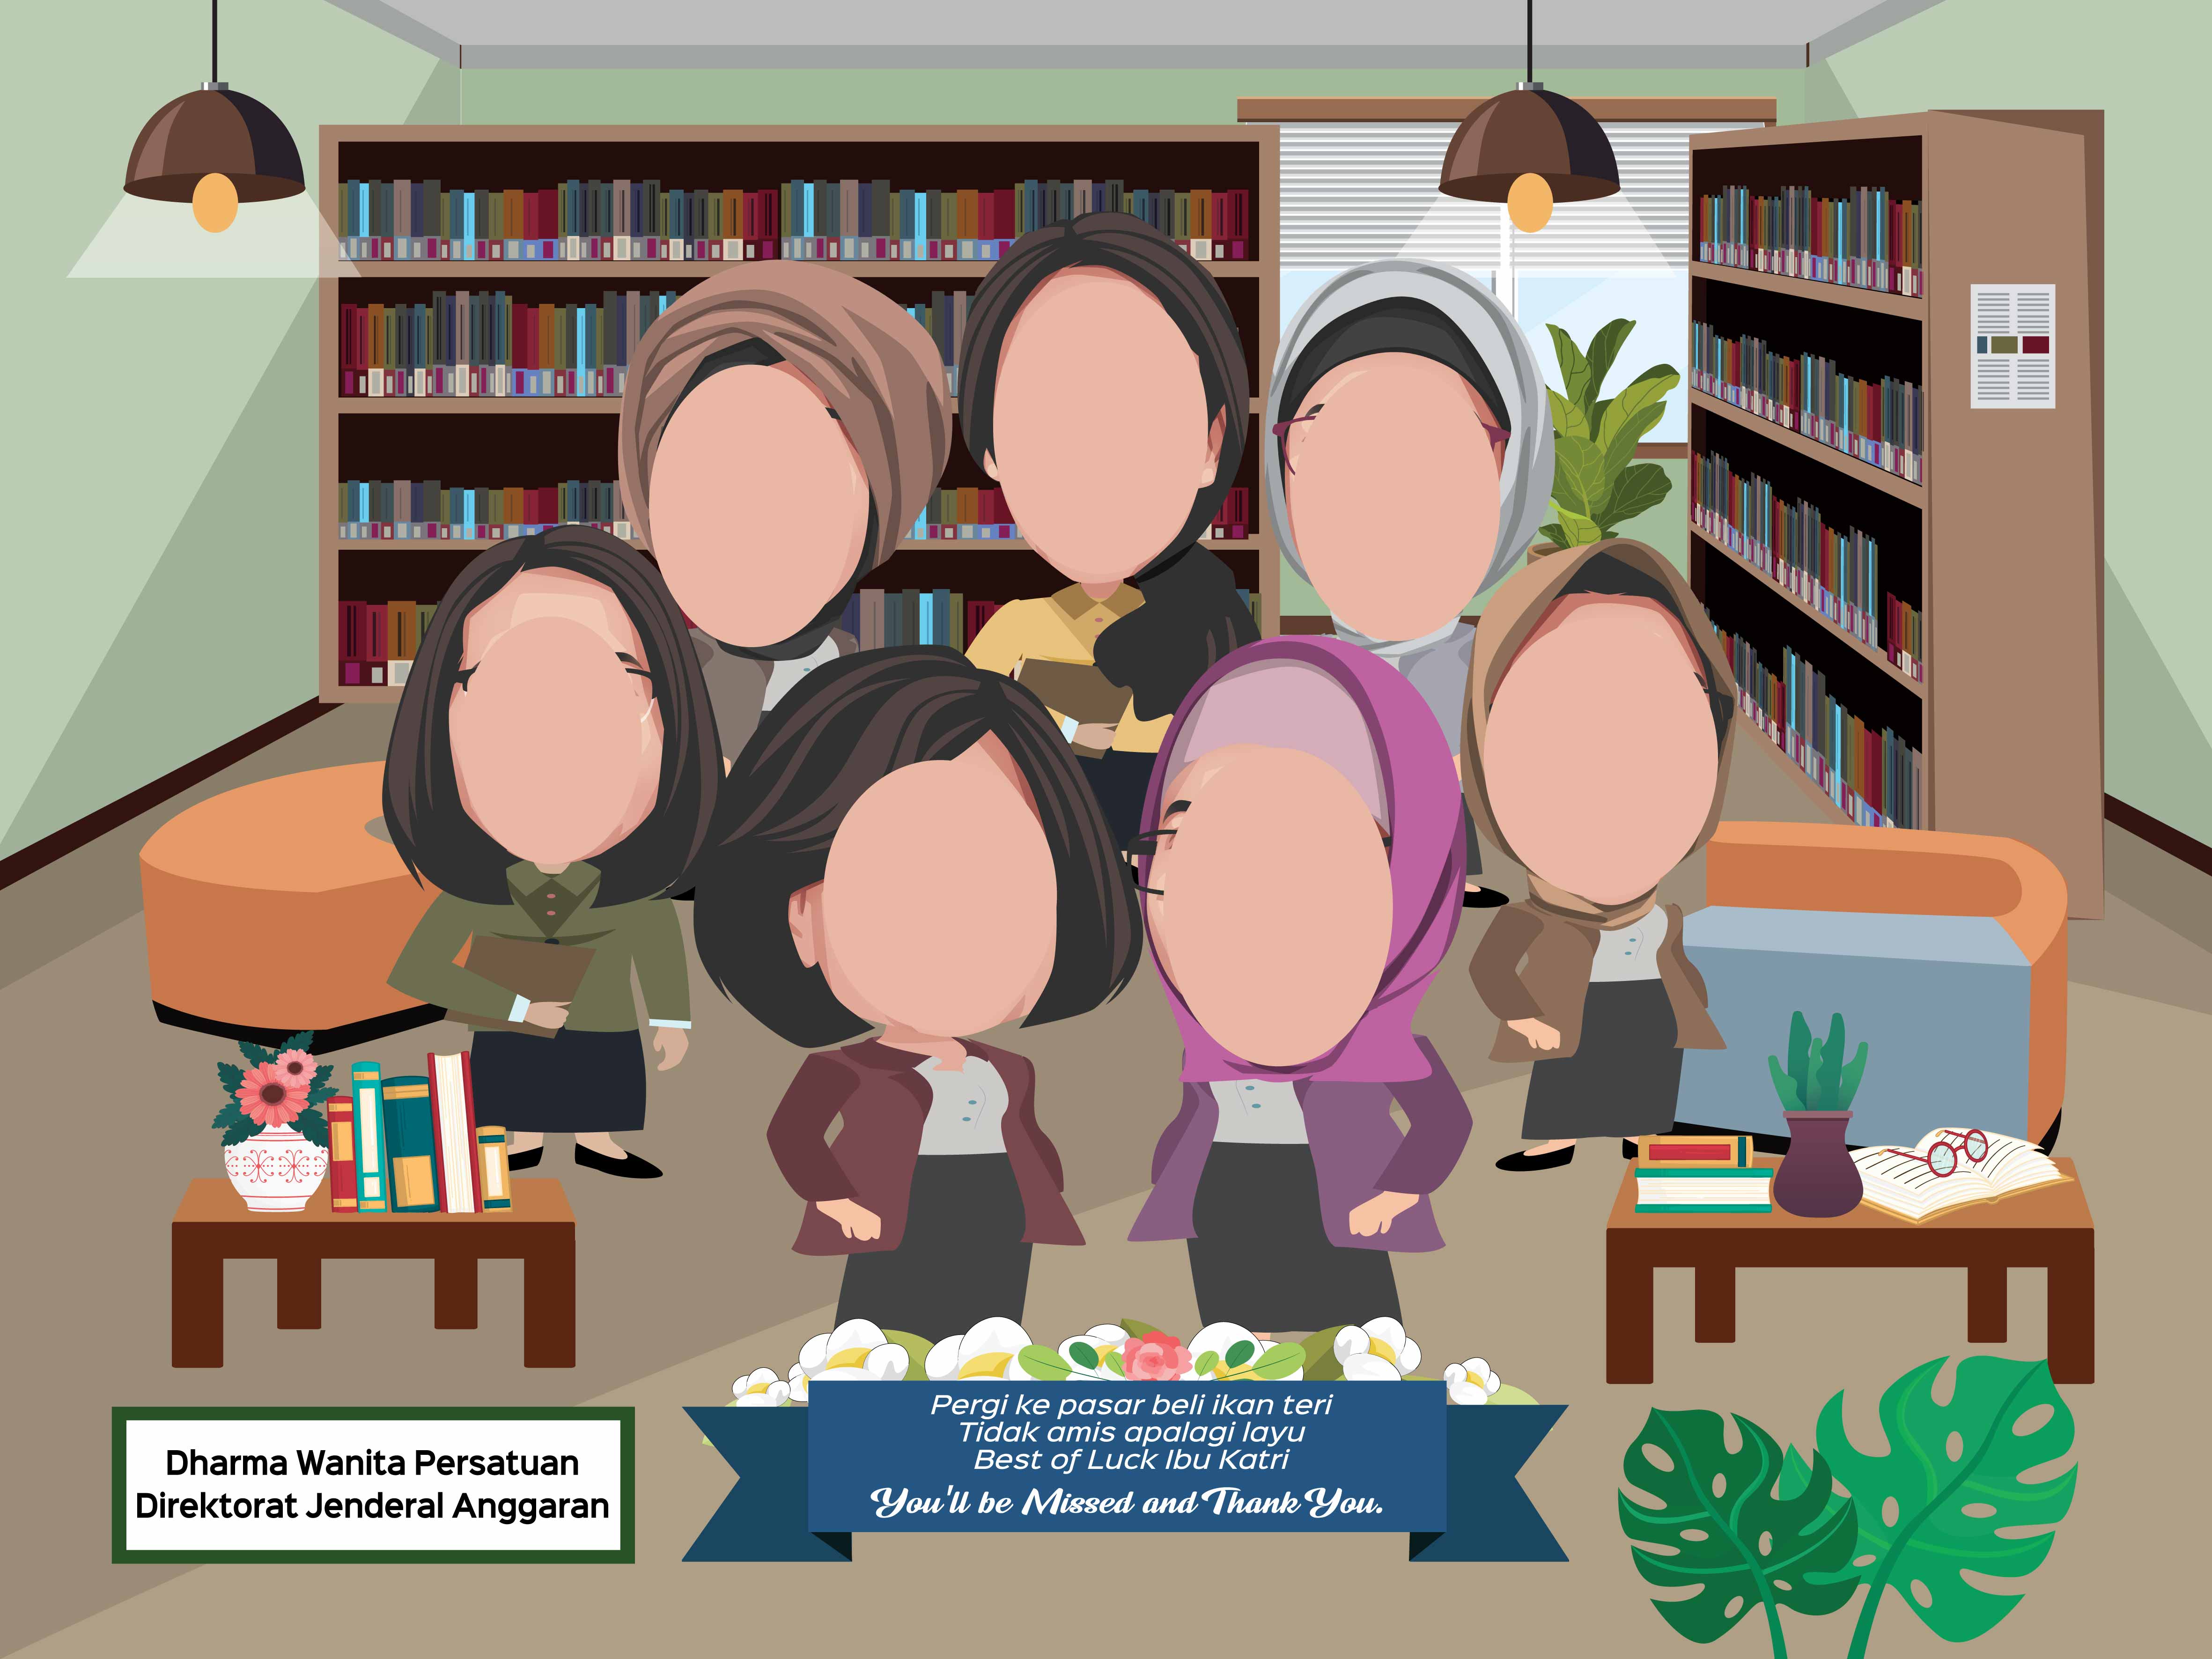 Dharma Wanita Persatuan
Direktorat Jenderal Anggaran
Pergi ke pasar beli ikan teri
Tidak amis apalagi layu
Best of Luck Ibu Katri
You'll be Missed and Thank You.